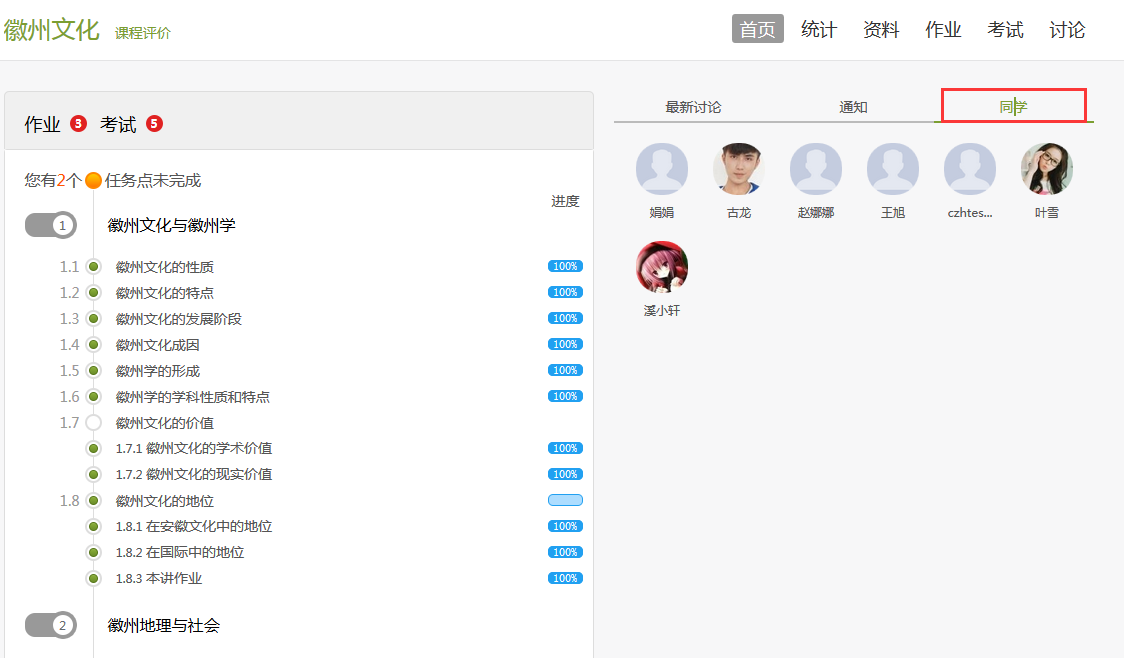 徽州文化 课程评价
首页 统计 资料 作业 考试 讨论
作业 3 考试 5
您有2个 任务点未完成
进度
1 徽州文化与徽州学
1.1 徽州文化的性质 100%
1.2 徽州文化的特点 100%
1.3 徽州文化的发展阶段 100%
1.4 徽州文化成因 100%
1.5 徽州学的形成 100%
1.6 徽州学的学科性质和特点 100%
1.7 徽州文化的价值
1.7.1 徽州文化的学术价值 100%
1.7.2 徽州文化的现实价值 100%
1.8 徽州文化的地位
1.8.1 在安徽文化中的地位 100%
1.8.2 在国际中的地位 100%
1.8.3 本讲作业 100%
2 徽州地理与社会
最新讨论 通知 同学
娟娟 古龙 赵娜娜 王旭 czhtes... 叶雪
溪小轩